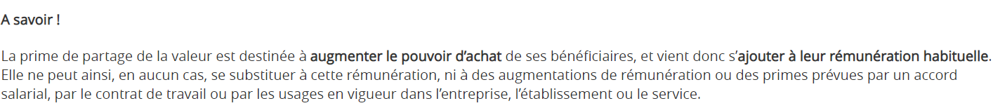 A savoir !
La prime de partage de la valeur est destinée à augmenter le pouvoir d’achat de ses bénéficiaires, et vient donc s’ajouter à leur rémunération habituelle.
Elle ne peut ainsi, en aucun cas, se substituer à cette rémunération, ni à des augmentations de rémunération ou des primes prévues par un accord
salarial, par le contrat de travail ou par les usages en vigueur dans l’entreprise, l’établissement ou le service.